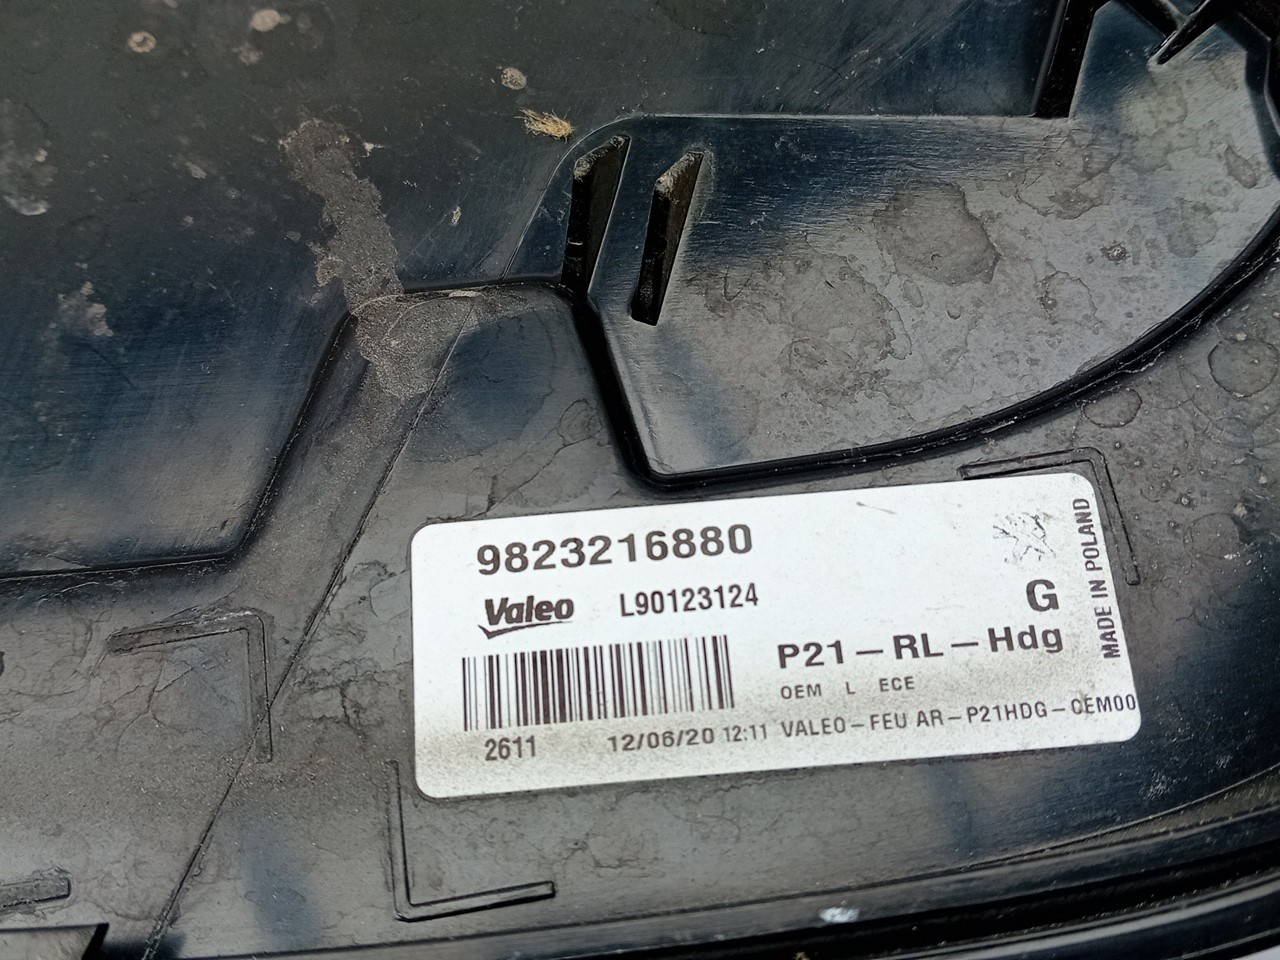 9823216880
Valeo L90123124
G
P21-RL-Hdg
OEM L ECE
2611 12/06/20 12:11 VALEO-FEU AR-P21HDG-CEM00
MADE IN POLAND